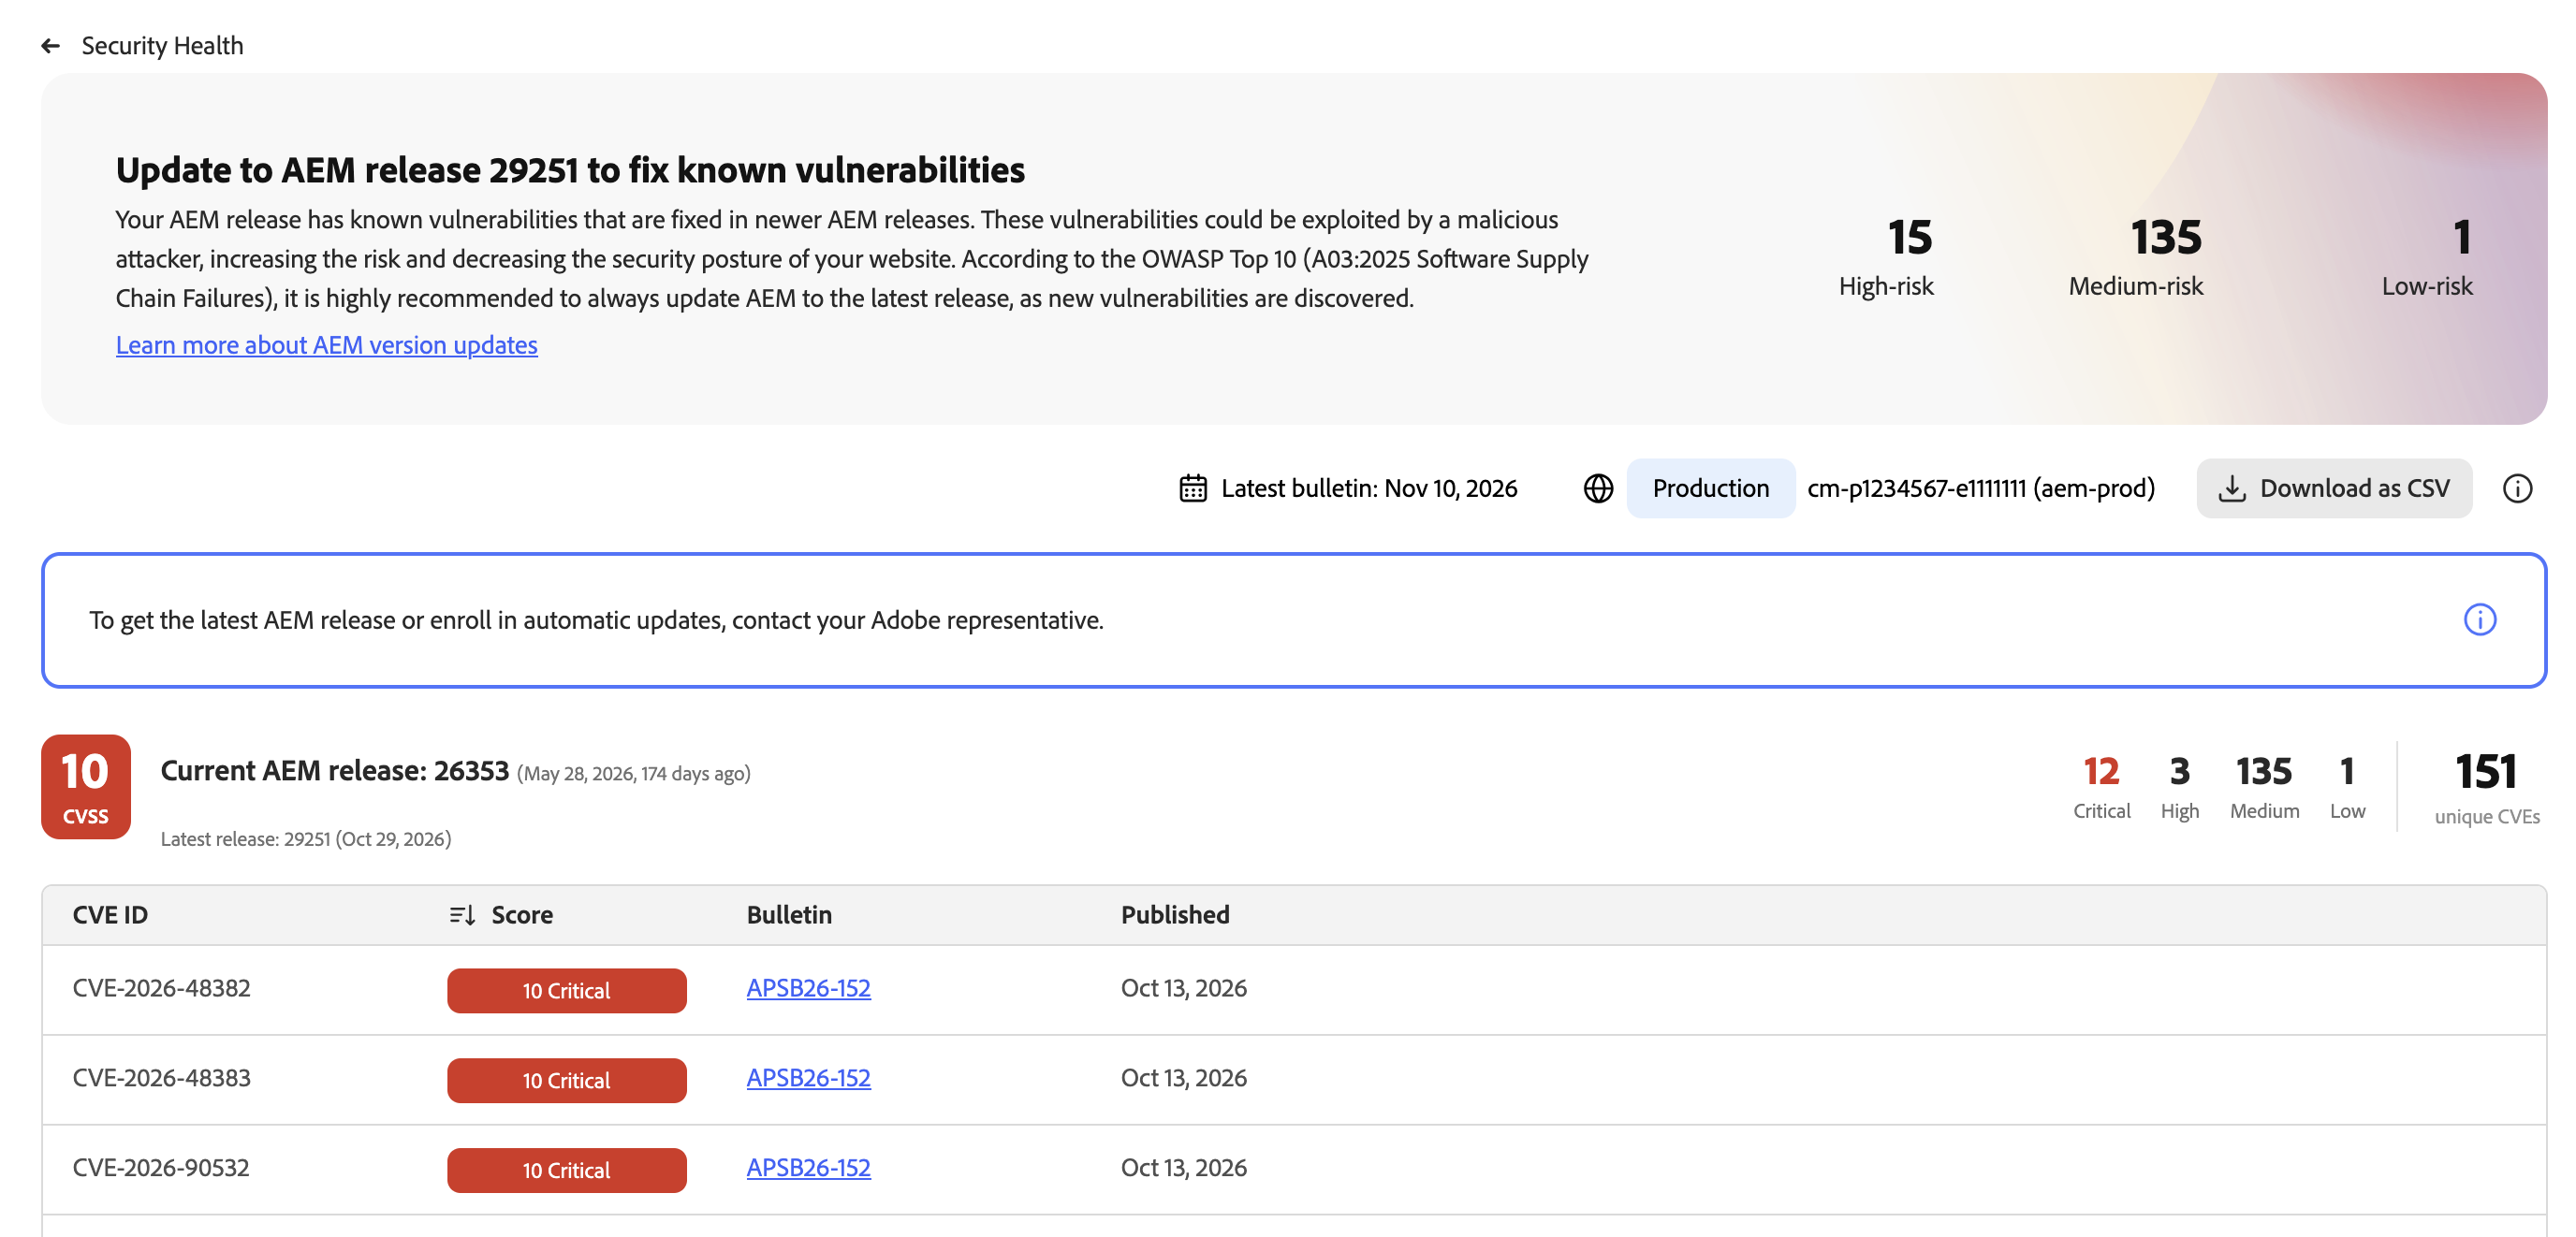 Security Health
Update to AEM release 29251 to fix known vulnerabilities
Your AEM release has known vulnerabilities that are fixed in newer AEM releases. These vulnerabilities could be exploited by a malicious
attacker, increasing the risk and decreasing the security posture of your website. According to the OWASP Top 10 (A03:2025 Software Supply
Chain Failures), it is highly recommended to always update AEM to the latest release, as new vulnerabilities are discovered.
Learn more about AEM version updates
15 135 1
High-risk Medium-risk Low-risk
Latest bulletin: Nov 10, 2026 Production cm-p1234567-e1111111 (aem-prod) Download as CSV
To get the latest AEM release or enroll in automatic updates, contact your Adobe representative.
10
CVSS
Current AEM release: 26353 (May 28, 2026, 174 days ago)
Latest release: 29251 (Oct 29, 2026)
12 3 135 1 151
Critical High Medium Low unique CVEs
CVE ID Score Bulletin Published
CVE-2026-48382 10 Critical APSB26-152 Oct 13, 2026
CVE-2026-48383 10 Critical APSB26-152 Oct 13, 2026
CVE-2026-90532 10 Critical APSB26-152 Oct 13, 2026